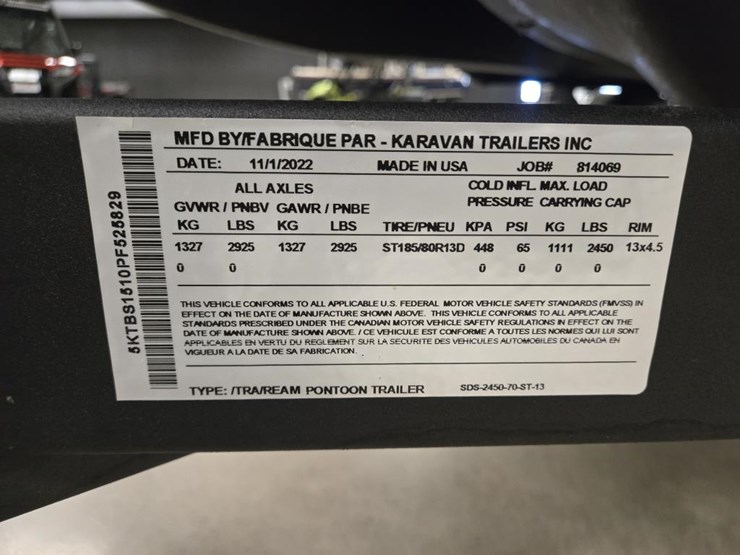 MFD BY/FABRIQUE PAR - KARAVAN TRAILERS INC
DATE: 11/1/2022 MADE IN USA JOB# 814069
ALL AXLES COLD INFL. MAX. LOAD
GVWR / PNBV GAWR / PNBE PRESSURE CARRYING CAP
KG LBS KG LBS TIRE/PNEU KPA PSI KG LBS RIM
1327 2925 1327 2925 ST185/80R13D 448 65 1111 2450 13x4.5
0 0 0 0 0 0
THIS VEHICLE CONFORMS TO ALL APPLICABLE U.S. FEDERAL MOTOR VEHICLE SAFETY STANDARDS (FMVSS) IN
EFFECT ON THE DATE OF MANUFACTURE SHOWN ABOVE. THIS VEHICLE CONFORMS TO ALL APPLICABLE
STANDARDS PRESCRIBED UNDER THE CANADIAN MOTOR VEHICLE SAFETY REGULATIONS IN EFFECT ON THE
DATE OF MANUFACTURE SHOWN ABOVE. / CE VEHICULE EST CONFORME A TOUTES LES NORMES QUI LUI SONT
APPLICABLES EN VERTU DU REGLEMENT SUR LA SECURITE DES VEHICULES AUTOMOBILES DU CANADA EN
VIGUEUR A LA DATE DE SA FABRICATION.
TYPE: /TRA/REAM PONTOON TRAILER SDS-2450-70-ST-13
5KTBS1510PF525829